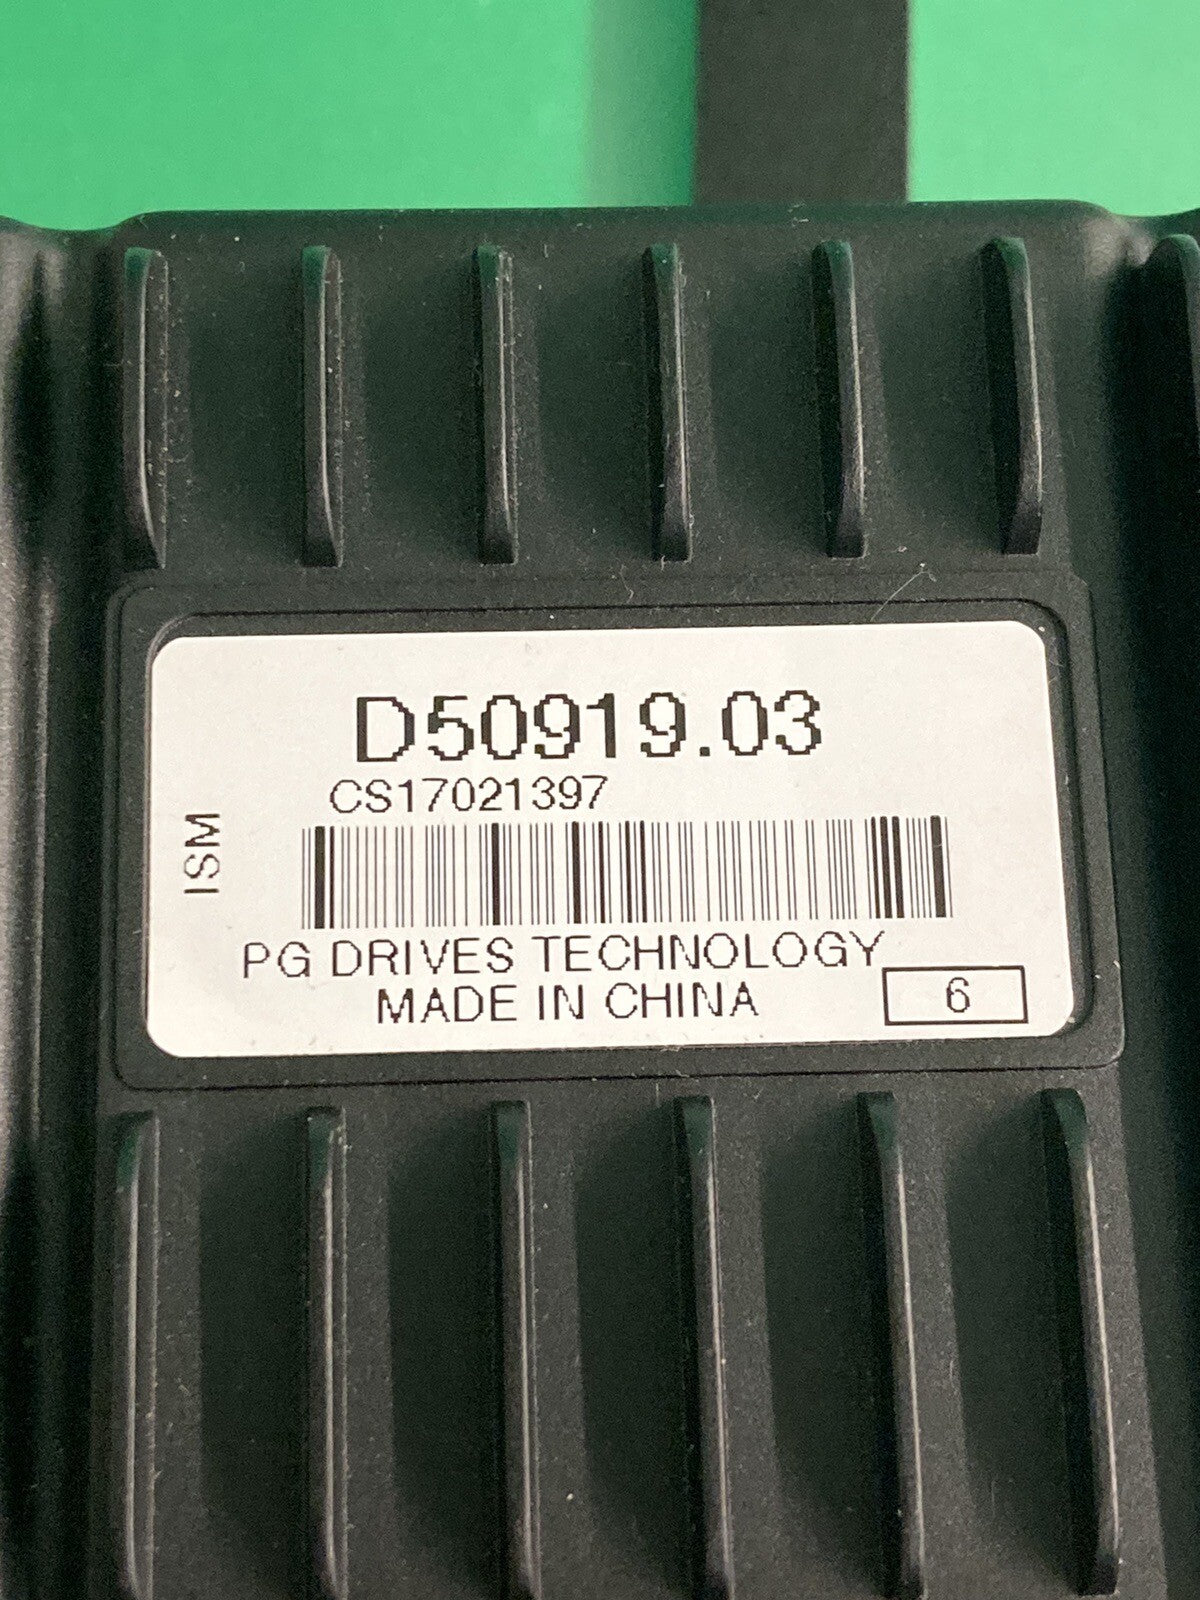 D50919.03
CS17021397
ISM
PG DRIVES TECHNOLOGY
MADE IN CHINA
6